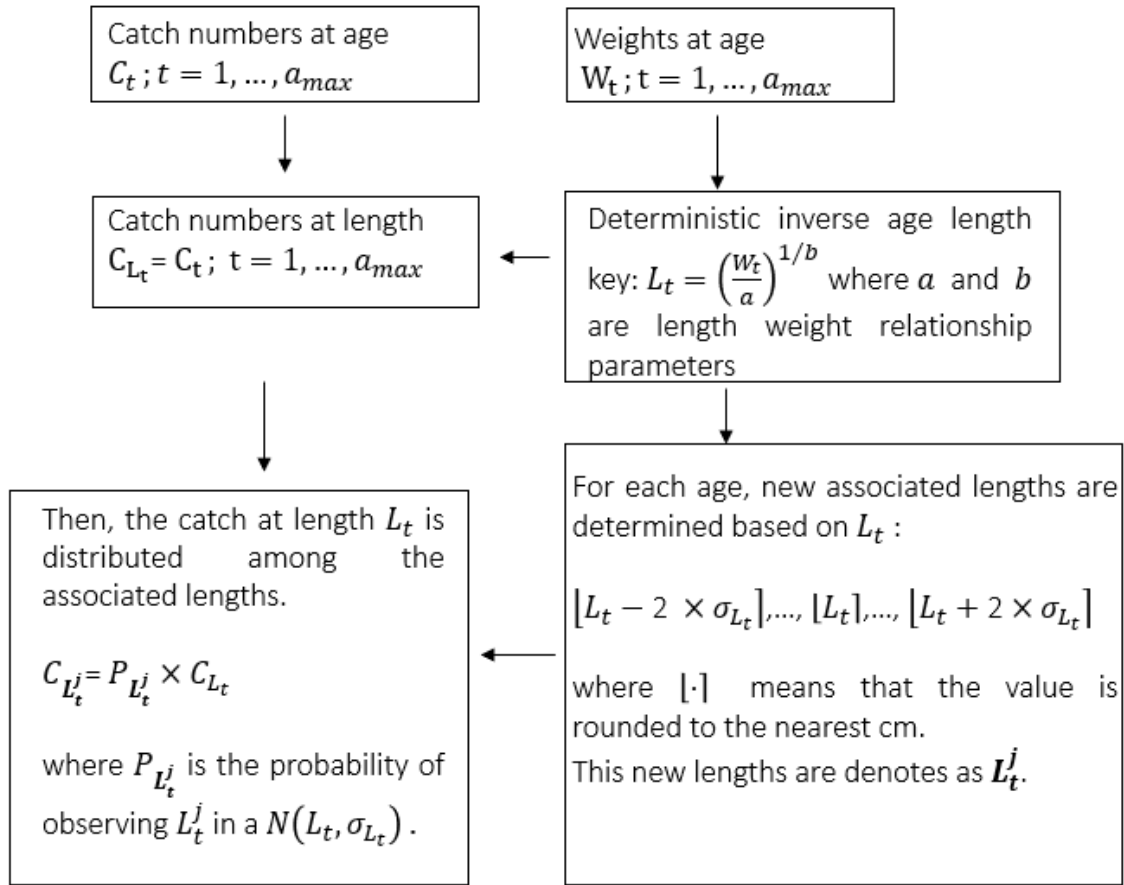 Catch numbers at age
C_t ; t = 1, …, a_max
Weights at age
W_t ; t = 1, …, a_max
Catch numbers at length
C_{L_t} = C_t ; t = 1, …, a_max
Deterministic inverse age length
key: L_t = (W_t/a)^{1/b} where a and b
are length weight relationship
parameters
Then, the catch at length L_t is
distributed among the
associated lengths.
C_{L_t^j} = P_{L_t^j} × C_{L_t}
where P_{L_t^j} is the probability of
observing L_t^j in a N(L_t, σ_{L_t}) .
For each age, new associated lengths are
determined based on L_t :
⌊L_t − 2 × σ_{L_t}⌉,…, ⌊L_t⌉,…, ⌊L_t + 2 × σ_{L_t}⌉
where ⌊·⌉ means that the value is
rounded to the nearest cm.
This new lengths are denotes as L_t^j.